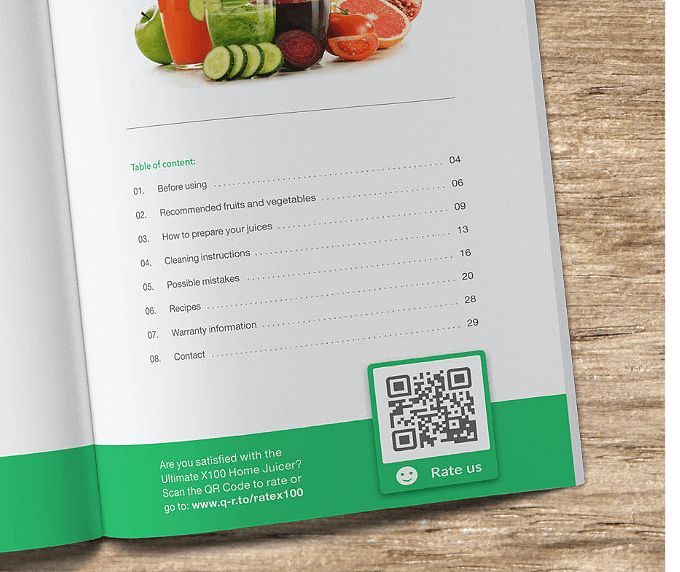 Table of content:
01. Before using 04
02. Recommended fruits and vegetables 06
03. How to prepare your juices 09
04. Cleaning instructions 13
05. Possible mistakes 16
06. Recipes 20
07. Warranty information 28
08. Contact 29
Are you satisfied with the
Ultimate X100 Home Juicer?
Scan the QR Code to rate or
go to: www.q-r.to/ratex100
Rate us